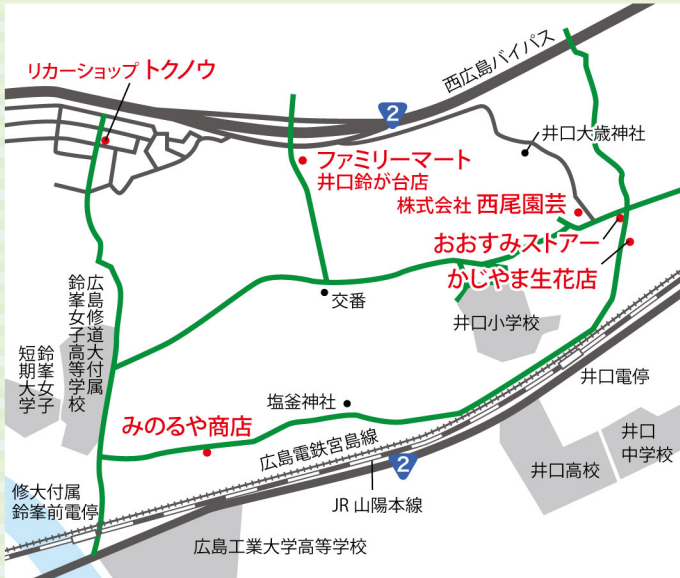 西広島バイパス
リカーショップ トクノウ
2
井口大歳神社
ファミリーマート
井口鈴が台店
株式会社 西尾園芸
おおすみストアー
かじやま生花店
交番
井口小学校
広島修道大付属
鈴峯女子高等学校
鈴峯女子
短期大学
井口電停
塩釜神社
みのるや商店
広島電鉄宮島線
2
井口
中学校
井口高校
JR 山陽本線
修大付属
鈴峯前電停
広島工業大学高等学校